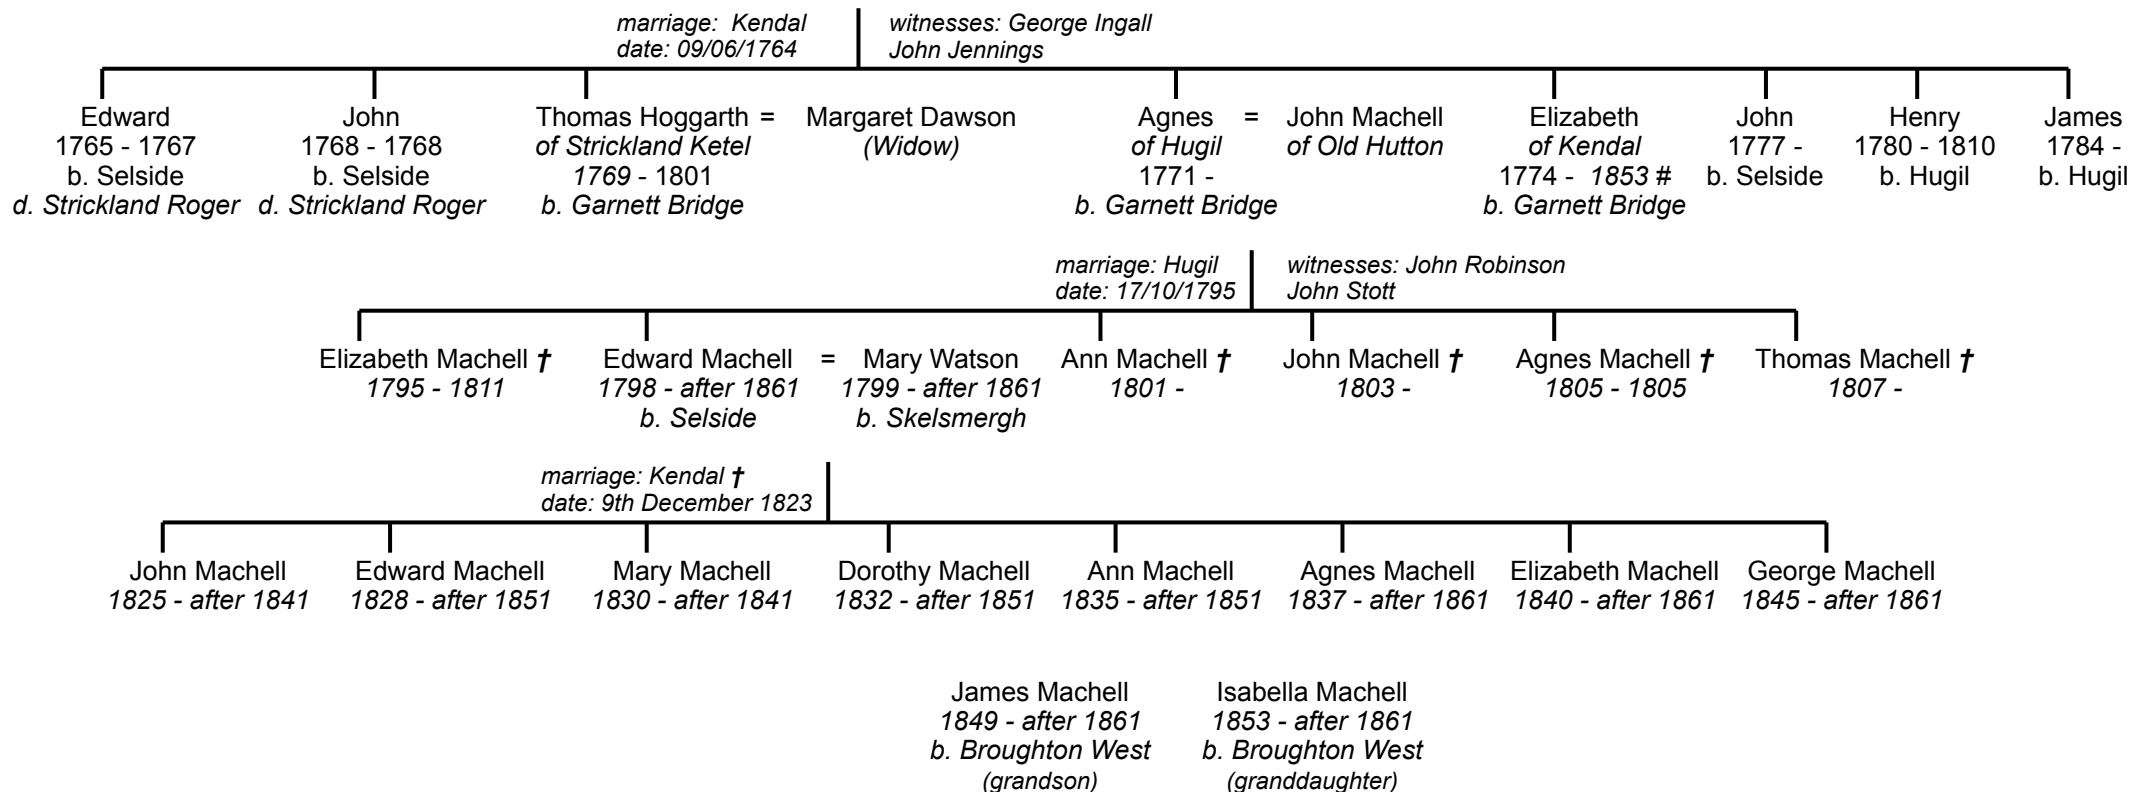 marriage: Kendal
date: 09/06/1764
witnesses: George Ingall
John Jennings
Edward
1765 - 1767
b. Selside
d. Strickland Roger
John
1768 - 1768
b. Selside
d. Strickland Roger
Thomas Hoggarth =
of Strickland Ketel
1769 - 1801
b. Garnett Bridge
Margaret Dawson
(Widow)
Agnes =
of Hugil
1771 -
b. Garnett Bridge
John Machell
of Old Hutton
Elizabeth
of Kendal
1774 - 1853 #
b. Garnett Bridge
John
1777 -
b. Selside
Henry
1780 - 1810
b. Hugil
James
1784 -
b. Hugil
marriage: Hugil
date: 17/10/1795
witnesses: John Robinson
John Stott
Elizabeth Machell †
1795 - 1811
Edward Machell =
1798 - after 1861
b. Selside
Mary Watson
1799 - after 1861
b. Skelsmergh
Ann Machell †
1801 -
John Machell †
1803 -
Agnes Machell †
1805 - 1805
Thomas Machell †
1807 -
marriage: Kendal †
date: 9th December 1823
John Machell
1825 - after 1841
Edward Machell
1828 - after 1851
Mary Machell
1830 - after 1841
Dorothy Machell
1832 - after 1851
Ann Machell
1835 - after 1851
Agnes Machell
1837 - after 1861
Elizabeth Machell
1840 - after 1861
George Machell
1845 - after 1861
James Machell
1849 - after 1861
b. Broughton West
(grandson)
Isabella Machell
1853 - after 1861
b. Broughton West
(granddaughter)